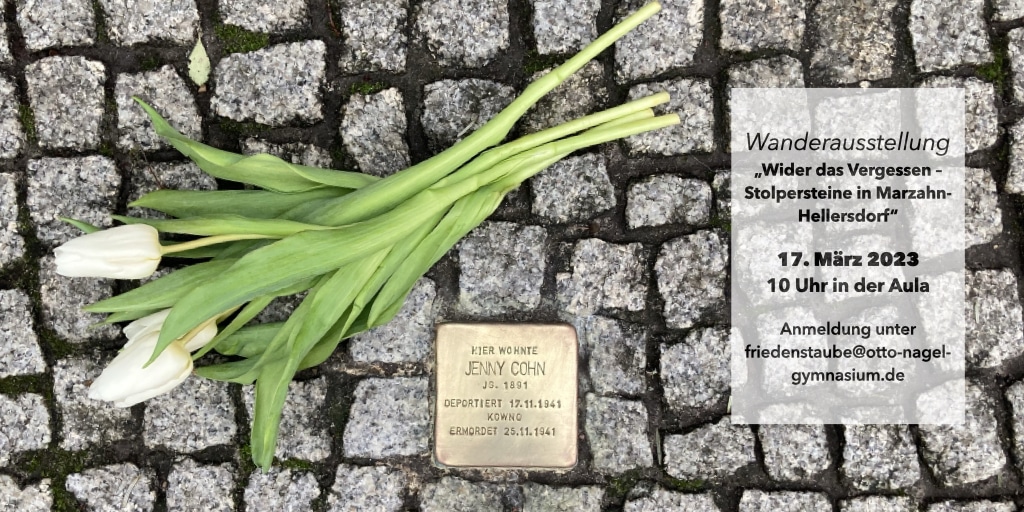 HIER WOHNTE
JENNY COHN
JG. 1891
DEPORTIERT 17.11.1941
KOWNO
ERMORDET 25.11.1941
Wanderausstellung
„Wider das Vergessen –
Stolpersteine in Marzahn-
Hellersdorf“
17. März 2023
10 Uhr in der Aula
Anmeldung unter
friedenstaube@otto-nagel-
gymnasium.de